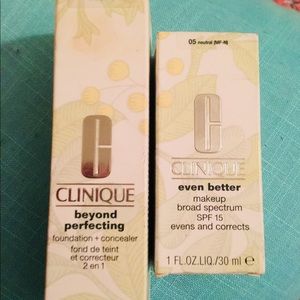 CLINIQUE
beyond
perfecting
foundation + concealer
fond de teint
et correcteur
2 en 1
05 neutral (MF-N)
CLINIQUE
even better
makeup
broad spectrum
SPF 15
evens and corrects
1 FL.OZ.LIQ./30 ml e